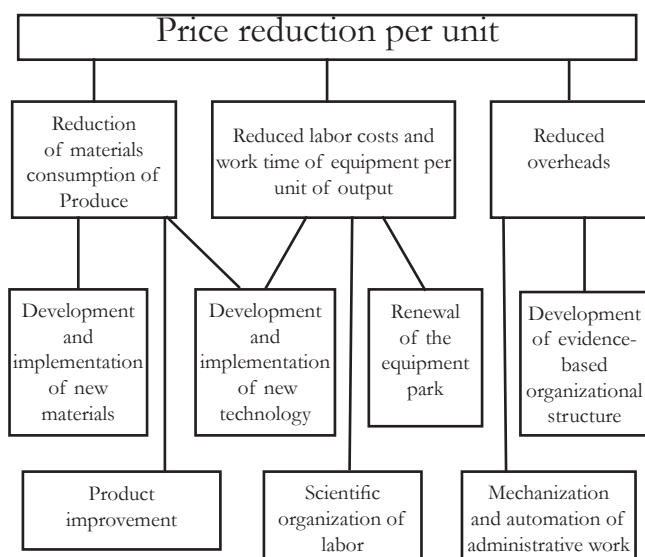 Price reduction per unit
Reduction
of materials
consumption of
Produce
Reduced labor costs and
work time of equipment per
unit of output
Reduced
overheads
Development
and
implementation
of new
materials
Development
and
implementation
of new
technology
Renewal
of the
equipment
park
Development
of evidence-
based
organizational
structure
Product
improvement
Scientific
organization of
labor
Mechanization
and automation of
administrative work